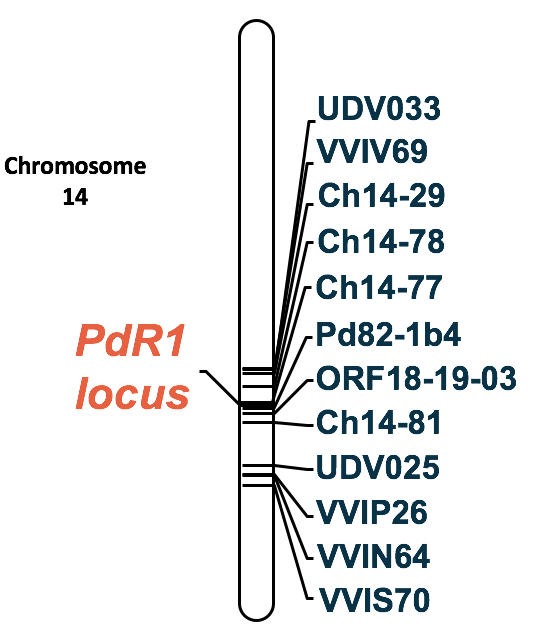 Chromosome
14
PdR1
locus
UDV033
VVIV69
Ch14-29
Ch14-78
Ch14-77
Pd82-1b4
ORF18-19-03
Ch14-81
UDV025
VVIP26
VVIN64
VVIS70